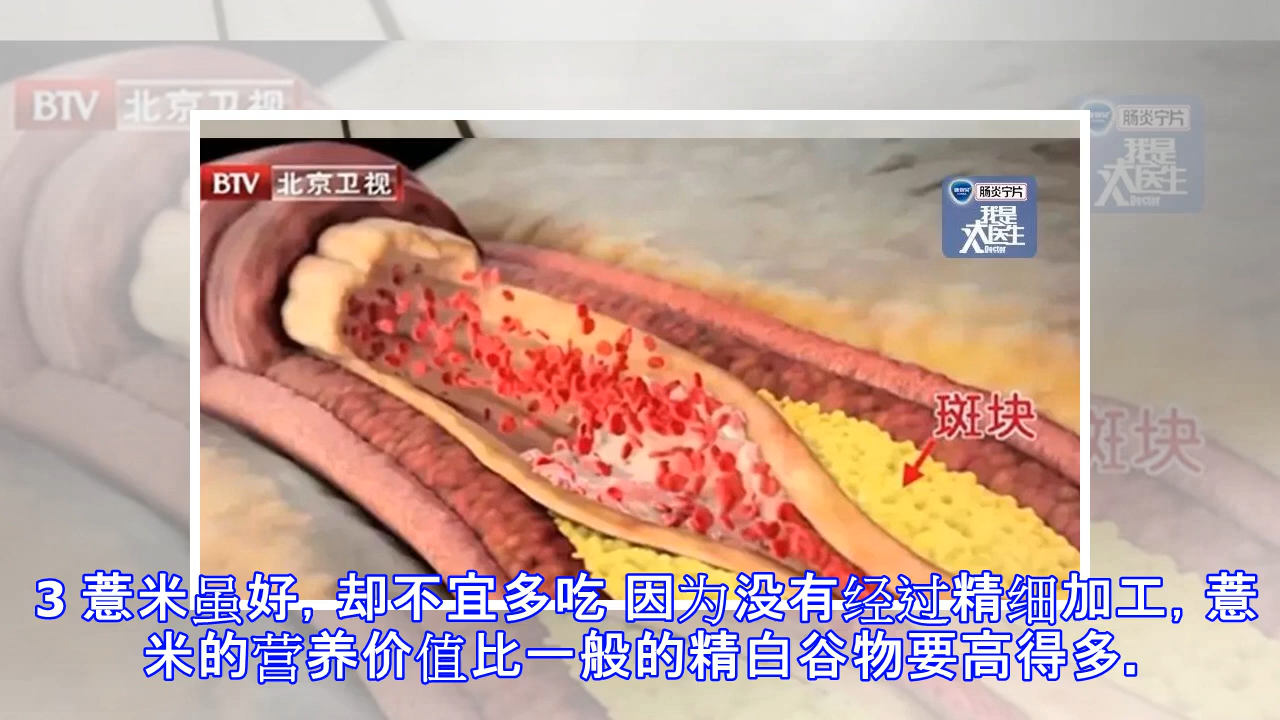 BTV 北京卫视
肠炎宁片
我是
大医生
Doctor
BTV 北京卫视
肠炎宁片
我是
大医生
Doctor
斑块
斑块
3 薏米虽好, 却不宜多吃 因为没有经过精细加工, 薏
米的营养价值比一般的精白谷物要高得多.